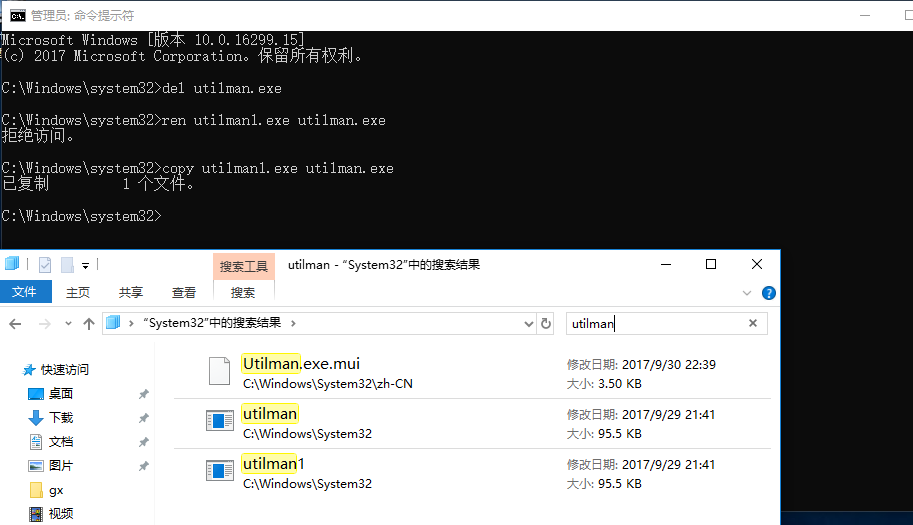 管理员: 命令提示符
Microsoft Windows [版本 10.0.16299.15]
(c) 2017 Microsoft Corporation。保留所有权利。
C:\Windows\system32>del utilman.exe
C:\Windows\system32>ren utilman1.exe utilman.exe
拒绝访问。
C:\Windows\system32>copy utilman1.exe utilman.exe
已复制         1 个文件。
C:\Windows\system32>
搜索工具
utilman - “System32”中的搜索结果
文件 主页 共享 查看 搜索
“System32”中的搜索结果
utilman
快速访问
桌面
下载
文档
图片
gx
视频
Utilman.exe.mui
C:\Windows\System32\zh-CN
修改日期: 2017/9/30 22:39
大小: 3.50 KB
utilman
C:\Windows\System32
修改日期: 2017/9/29 21:41
大小: 95.5 KB
utilman1
C:\Windows\System32
修改日期: 2017/9/29 21:41
大小: 95.5 KB